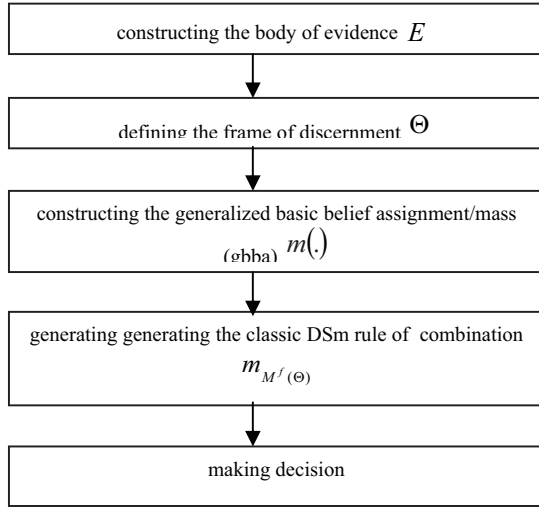 constructing the body of evidence E
defining the frame of discernment Θ
constructing the generalized basic belief assignment/mass
(gbba) m(.)
generating generating the classic DSm rule of combination
m_{M^f(Θ)}
making decision